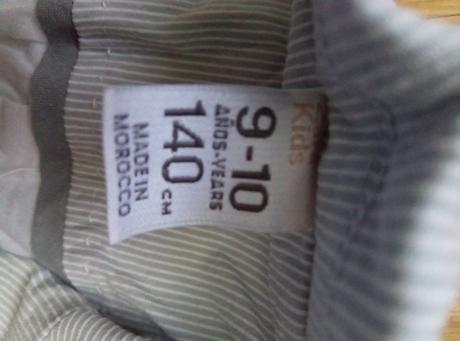 Kids
9-10
AÑOS-YEARS
140 CM
MADE IN
MOROCCO